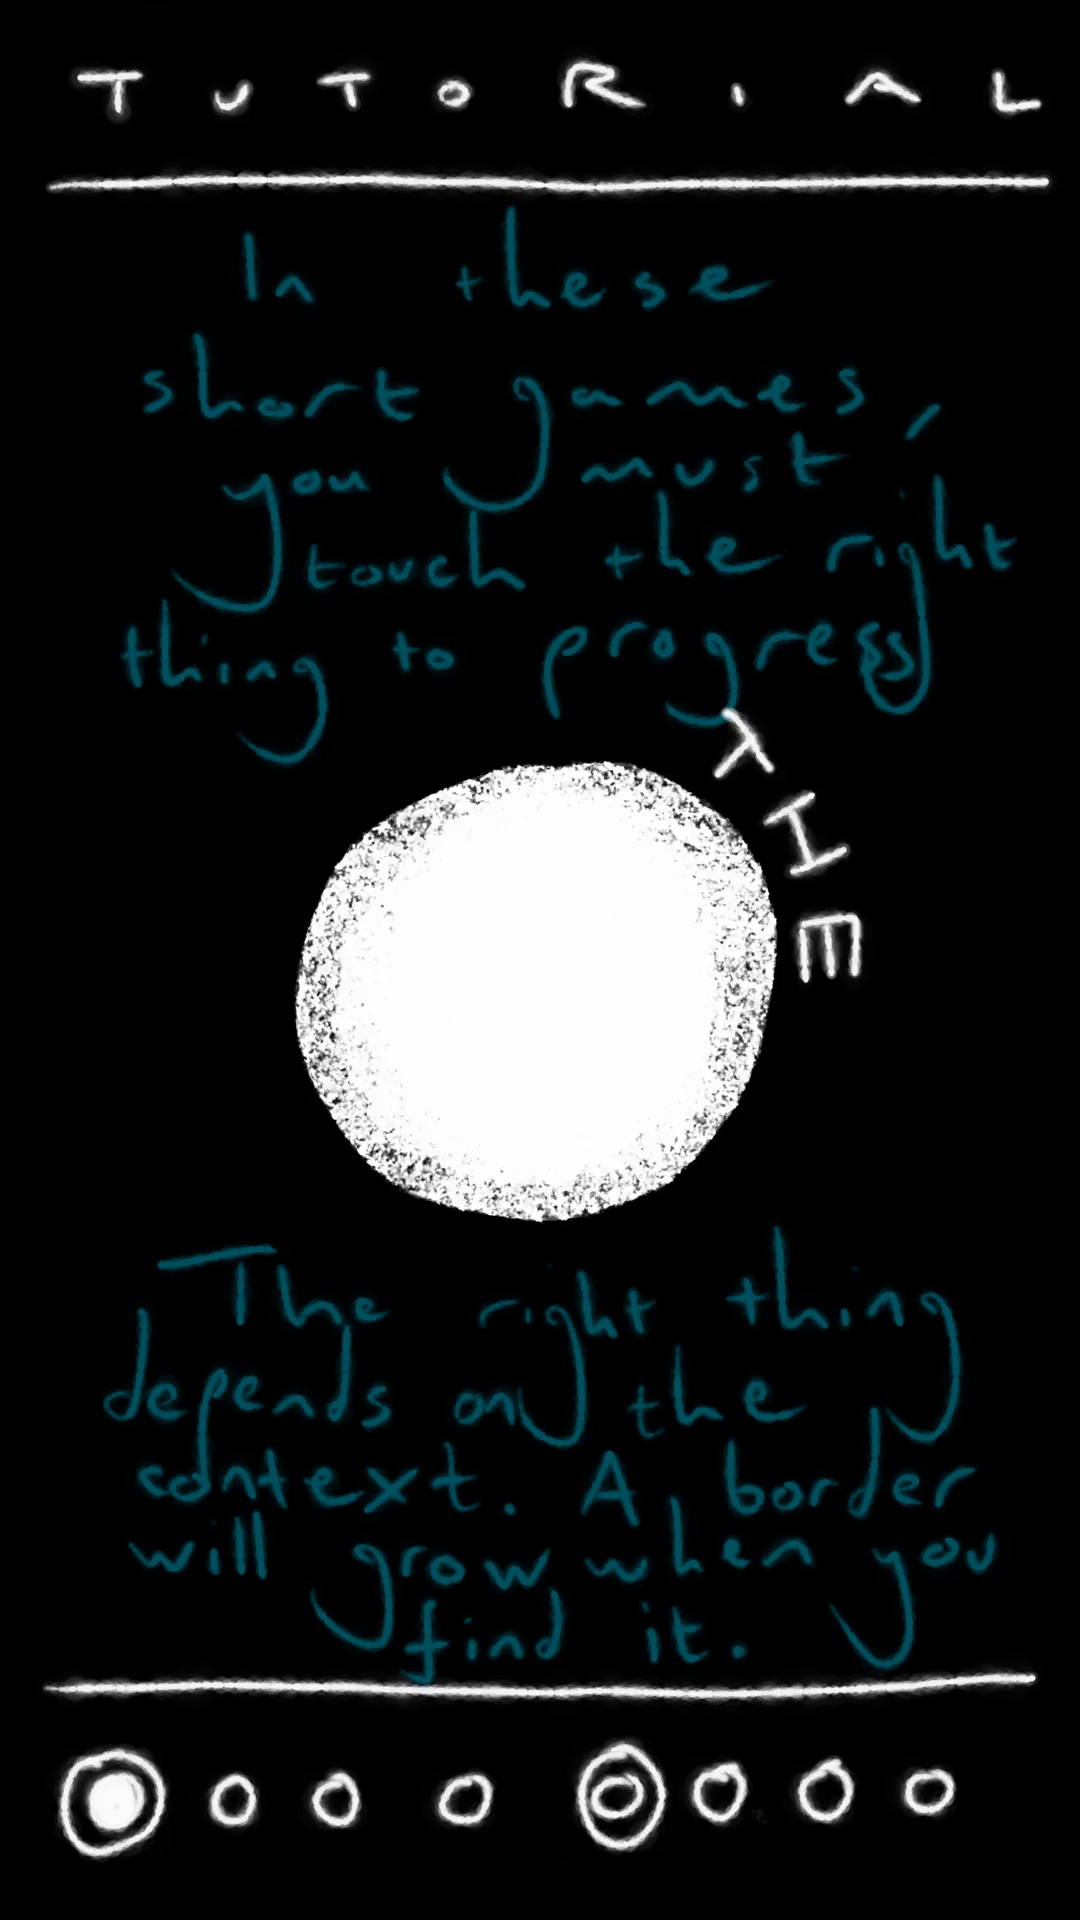 TUTORIAL
In these
short games,
you must
touch the right
thing to progress
THE
The right thing
depends on the
context. A border
will grow when you
find it.